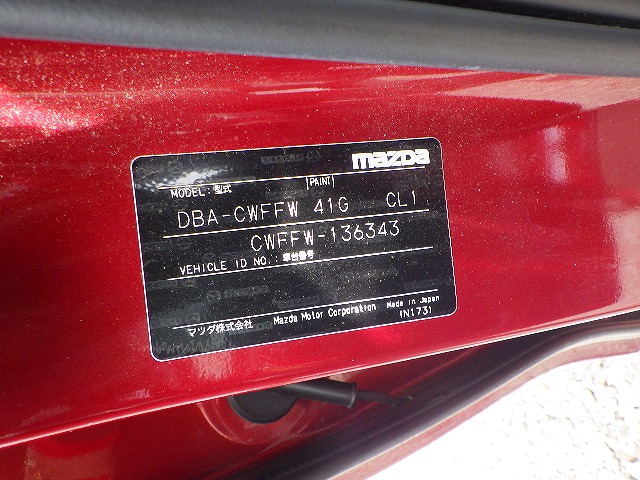 mazda
MODEL:型式 PAINT
DBA-CWFFW 41G CL1
CWFFW-136343
VEHICLE ID NO.:車台番号
マツダ株式会社 Mazda Motor Corporation Made in Japan
1N1731